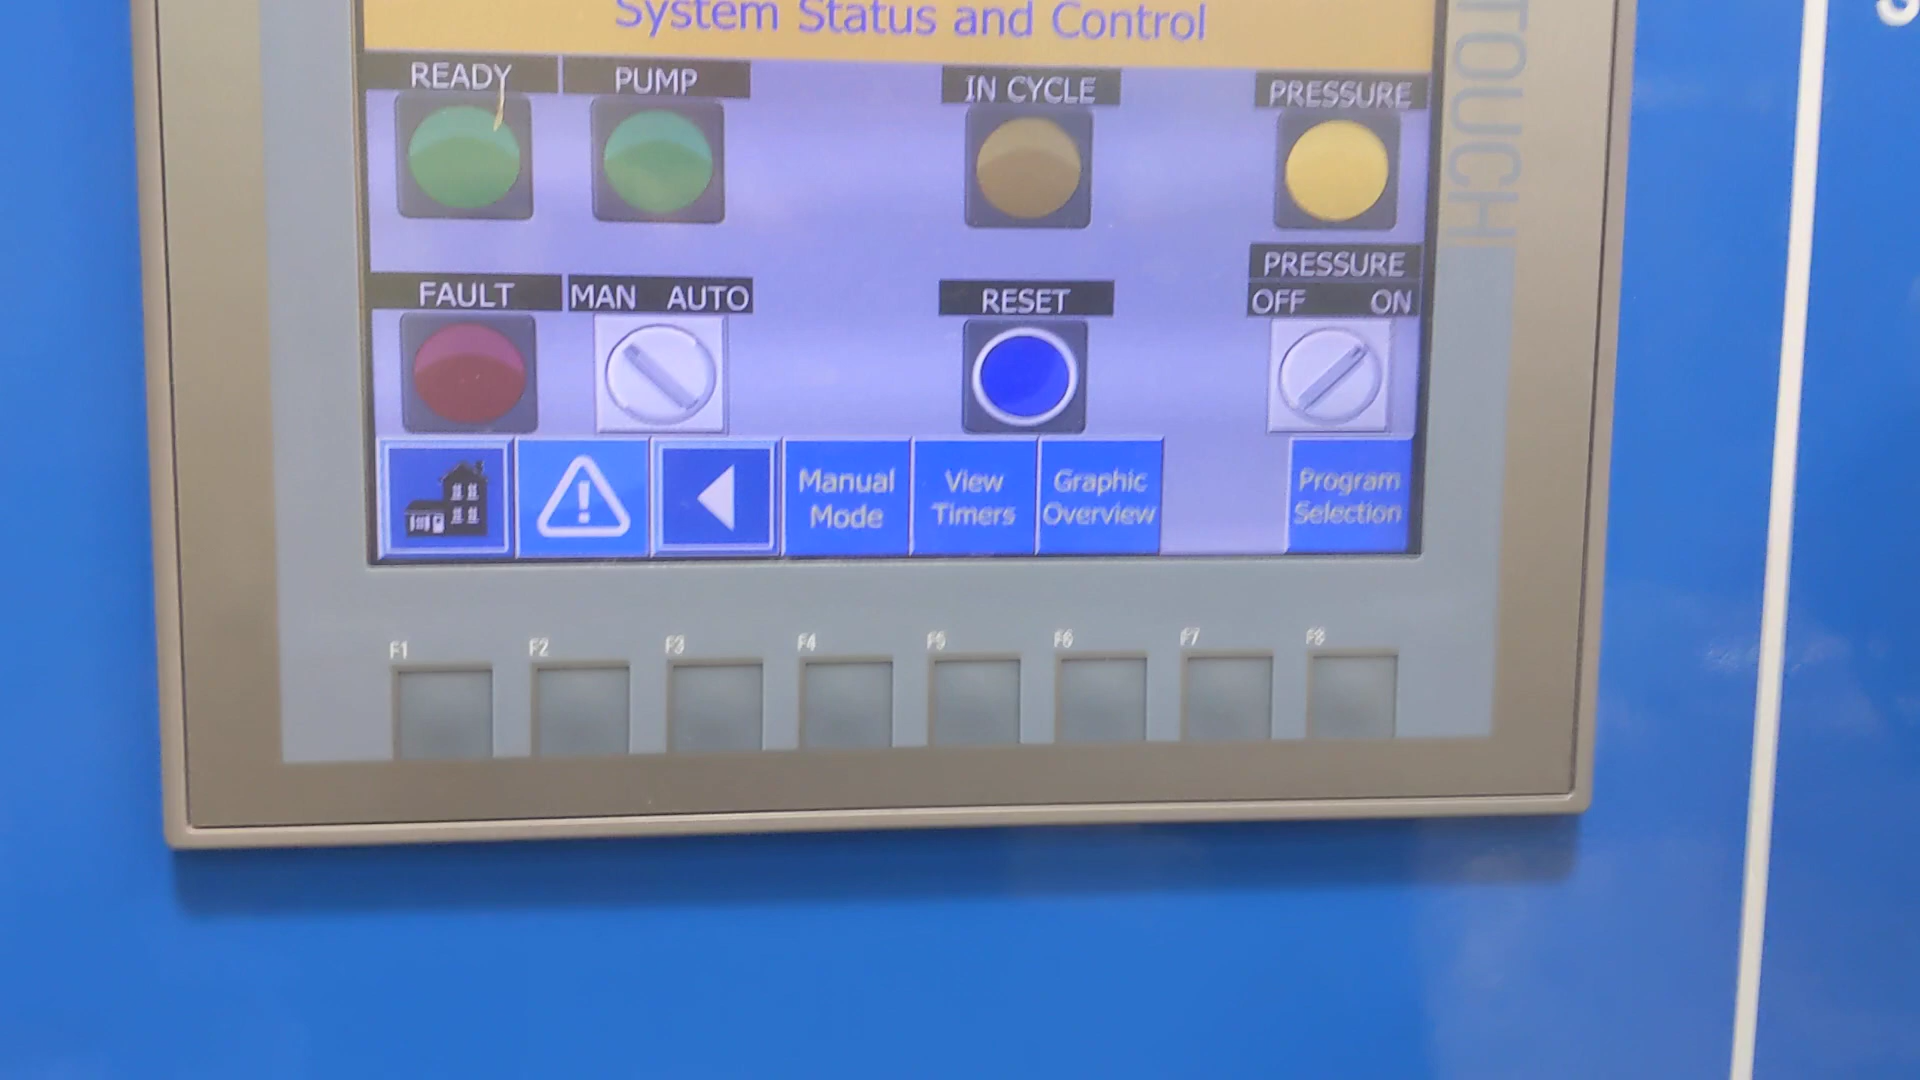 System Status and Control
READY
PUMP
IN CYCLE
PRESSURE
FAULT
MAN AUTO
RESET
PRESSURE
OFF ON
Manual
Mode
View
Timers
Graphic
Overview
Program
Selection
F1
F2
F3
F4
F5
F6
F7
F8
TOUCH